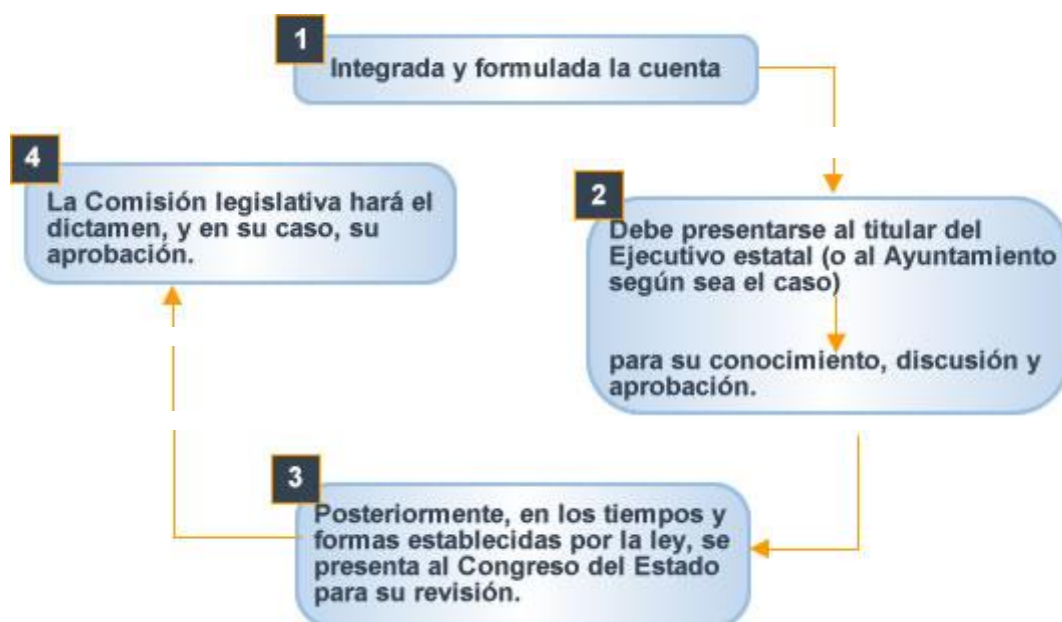 1
Integrada y formulada la cuenta
2
Debe presentarse al titular del
Ejecutivo estatal (o al Ayuntamiento
según sea el caso)
para su conocimiento, discusión y
aprobación.
3
Posteriormente, en los tiempos y
formas establecidas por la ley, se
presenta al Congreso del Estado
para su revisión.
4
La Comisión legislativa hará el
dictamen, y en su caso, su
aprobación.